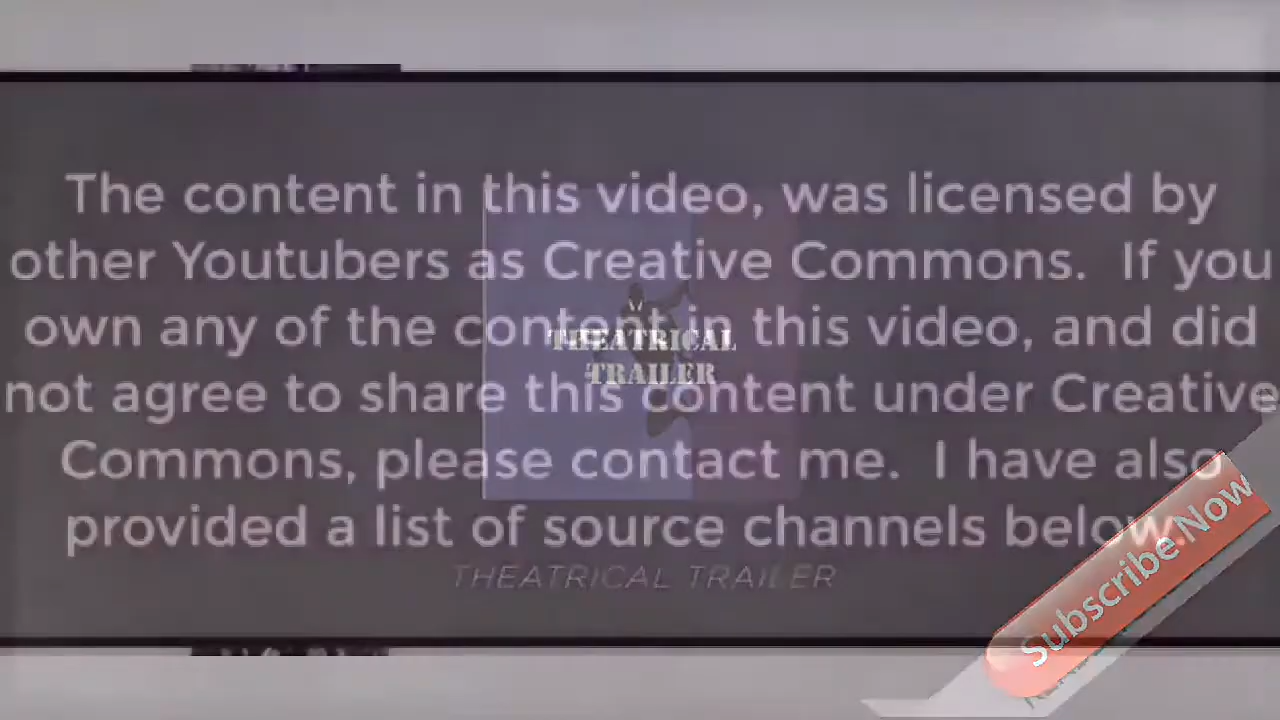 The content in this video, was licensed by
other Youtubers as Creative Commons. If you
own any of the content in this video, and did
THEATRICAL
TRAILER
not agree to share this content under Creative
Commons, please contact me. I have also
provided a list of source channels below.
THEATRICAL TRAILER
Subscribe Now